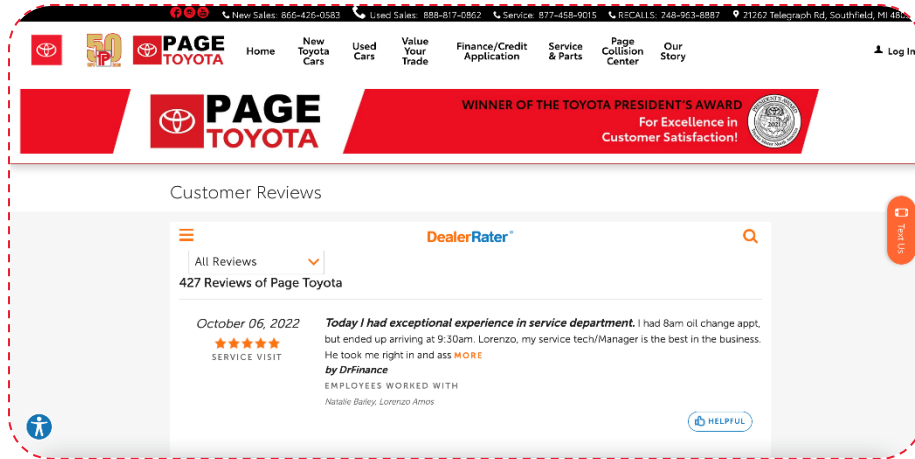 New Sales: 866-426-0583 Used Sales: 888-817-0862 Service: 877-458-9015 RECALLS: 248-963-8887 21262 Telegraph Rd, Southfield, MI
50 PAGE TOYOTA
Home
New Toyota Cars
Used Cars
Value Your Trade
Finance/Credit Application
Service & Parts
Page Collision Center
Our Story
Log In
PAGE
TOYOTA
WINNER OF THE TOYOTA PRESIDENT'S AWARD
For Excellence in
Customer Satisfaction!
2021
Customer Reviews
DealerRater
All Reviews
427 Reviews of Page Toyota
October 06, 2022
SERVICE VISIT
Today I had exceptional experience in service department. I had 8am oil change appt,
but ended up arriving at 9:30am. Lorenzo, my service tech/Manager is the best in the business.
He took me right in and ass MORE
by DrFinance
EMPLOYEES WORKED WITH
Natalie Bailey, Lorenzo Amos
HELPFUL
Text Us